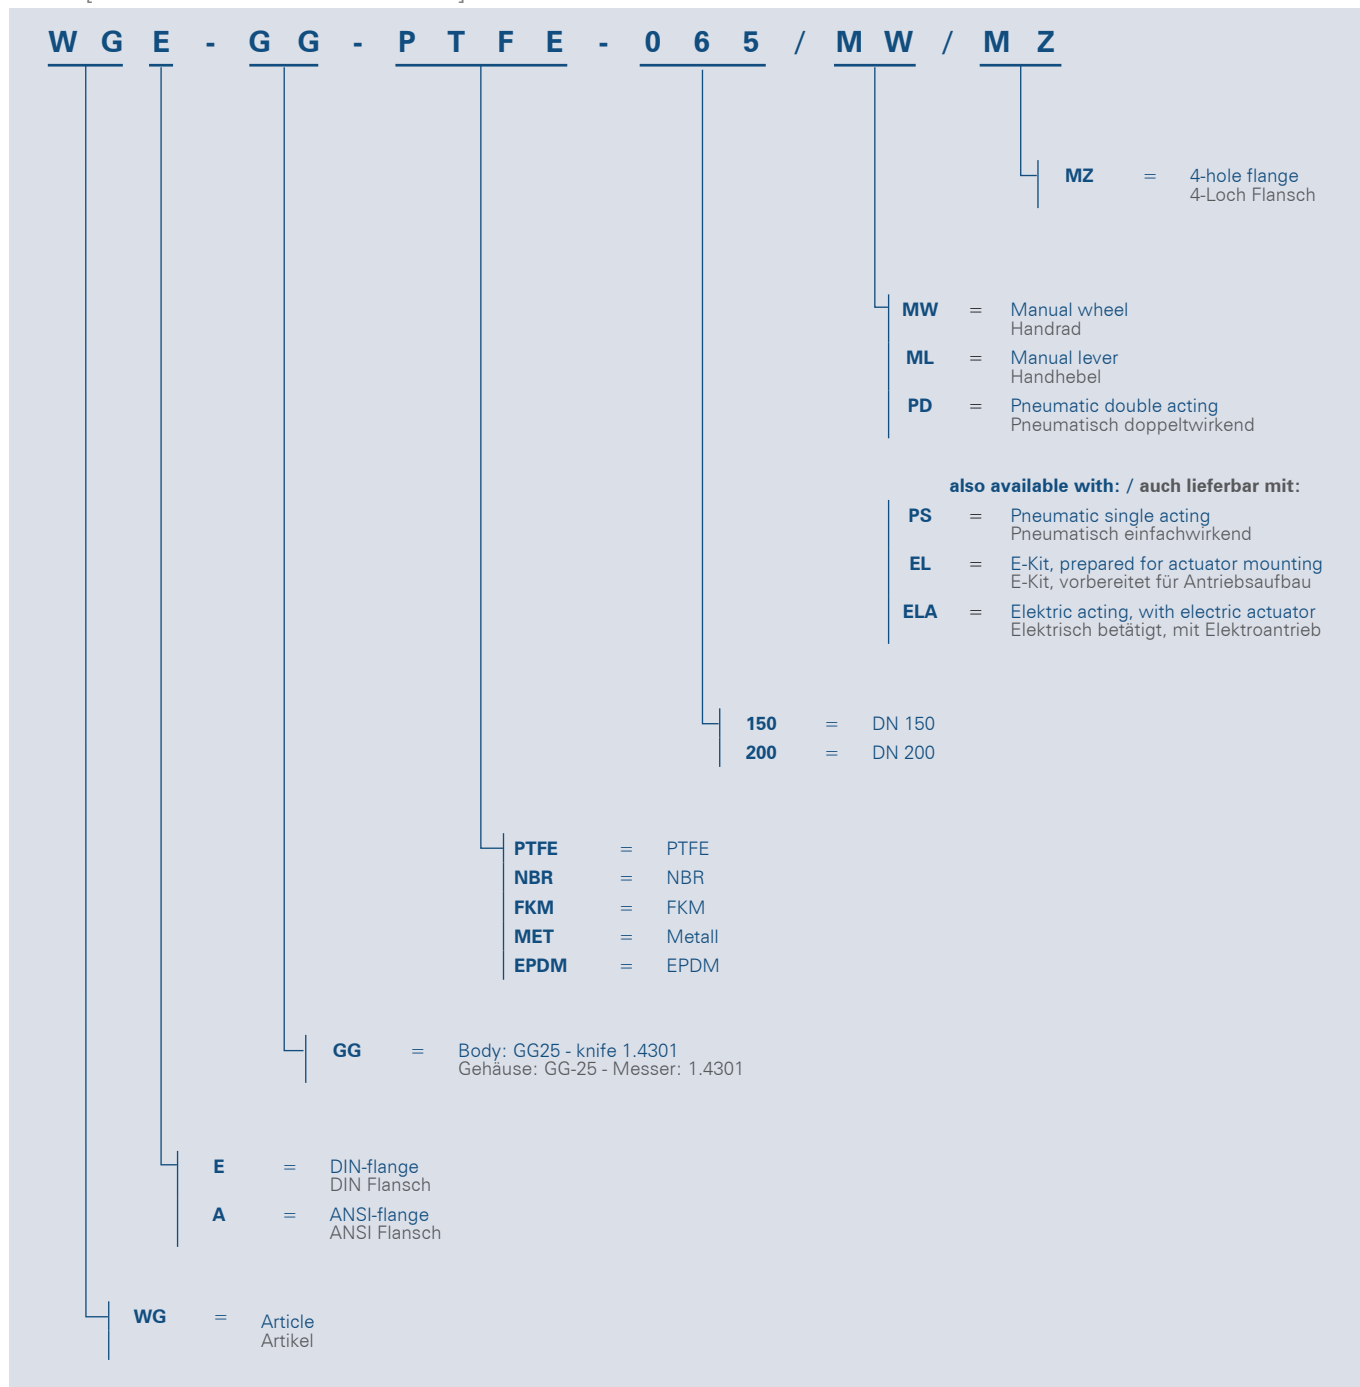 W G E - G G - P T F E - 0 6 5 / M W / M Z
MZ = 4-hole flange
4-Loch Flansch
MW = Manual wheel
Handrad
ML = Manual lever
Handhebel
PD = Pneumatic double acting
Pneumatisch doppeltwirkend
also available with: / auch lieferbar mit:
PS = Pneumatic single acting
Pneumatisch einfachwirkend
EL = E-Kit, prepared for actuator mounting
E-Kit, vorbereitet für Antriebsaufbau
ELA = Elektric acting, with electric actuator
Elektrisch betätigt, mit Elektroantrieb
150 = DN 150
200 = DN 200
PTFE = PTFE
NBR = NBR
FKM = FKM
MET = Metall
EPDM = EPDM
GG = Body: GG25 - knife 1.4301
Gehäuse: GG-25 - Messer: 1.4301
E = DIN-flange
DIN Flansch
A = ANSI-flange
ANSI Flansch
WG = Article
Artikel